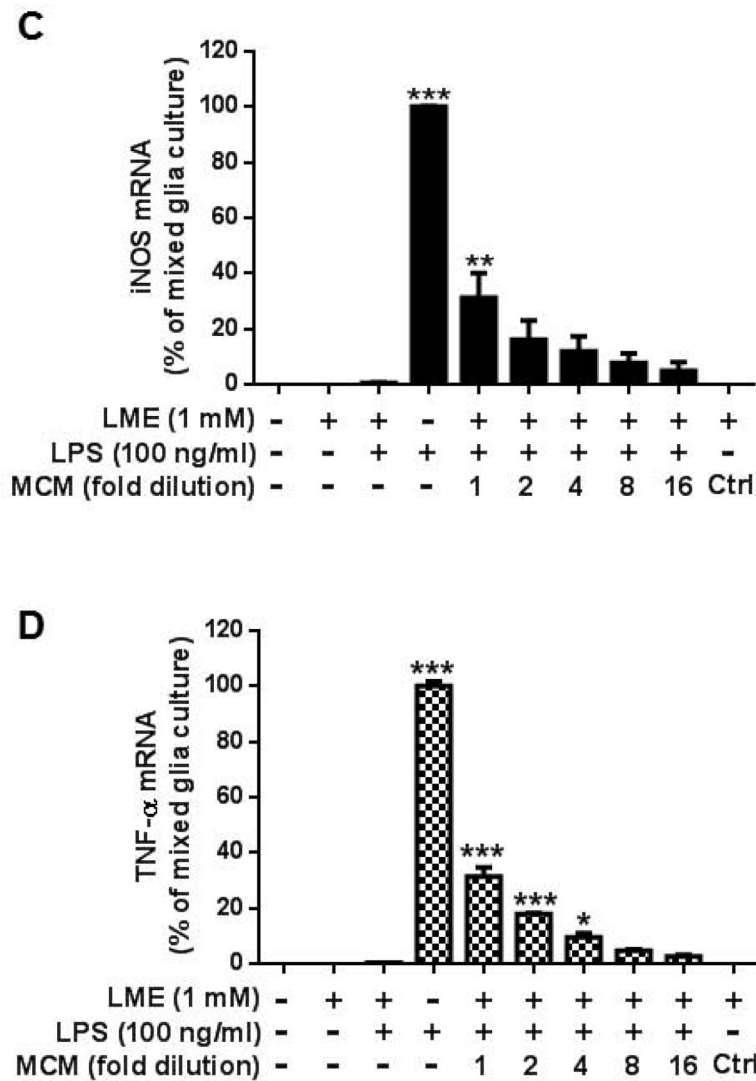 C
120
100
80
60
40
20
0
iNOS mRNA
(% of mixed glia culture)
***
**
LME (1 mM) - + + - + + + + + +
LPS (100 ng/ml) - - + + + + + + + -
MCM (fold dilution) - - - - 1 2 4 8 16 Ctrl
D
120
100
80
60
40
20
0
TNF-α mRNA
(% of mixed glia culture)
***
***
***
*
LME (1 mM) - + + - + + + + + +
LPS (100 ng/ml) - - + + + + + + + -
MCM (fold dilution) - - - - 1 2 4 8 16 Ctrl